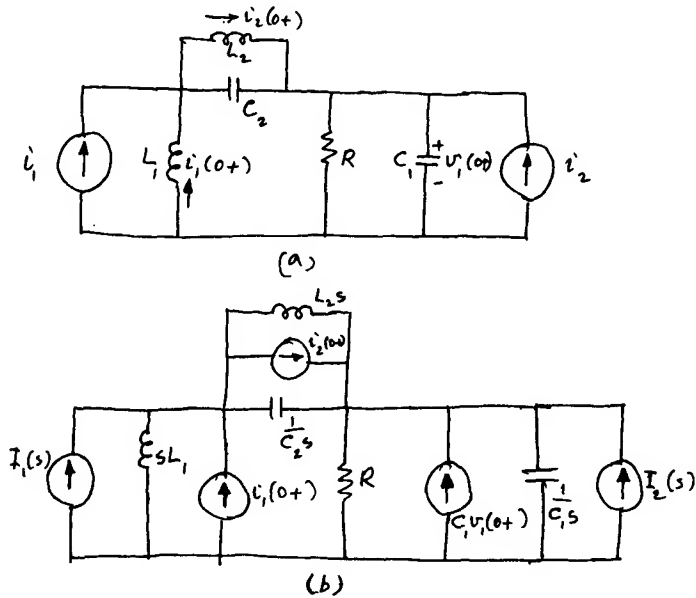 → i₂(0+)
L₂
C₂
i₁
L₁
i₁(0+)
R
C₁
+
v₁(0+)
-
i₂
(a)
L₂s
i₂(0+)
1/C₂s
I₁(s)
sL₁
i₁(0+)
R
C₁v₁(0+)
1/C₁s
I₂(s)
(b)